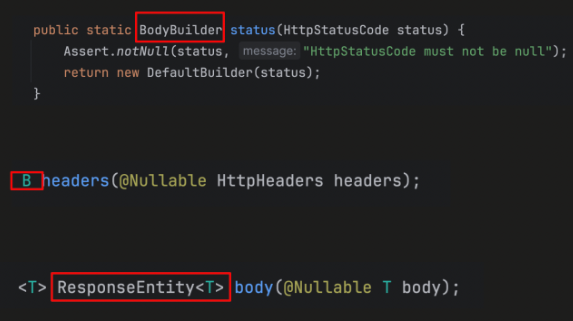 public static BodyBuilder status(HttpStatusCode status) {
Assert.notNull(status, message: "HttpStatusCode must not be null");
return new DefaultBuilder(status);
}
B headers(@Nullable HttpHeaders headers);
<T> ResponseEntity<T> body(@Nullable T body);